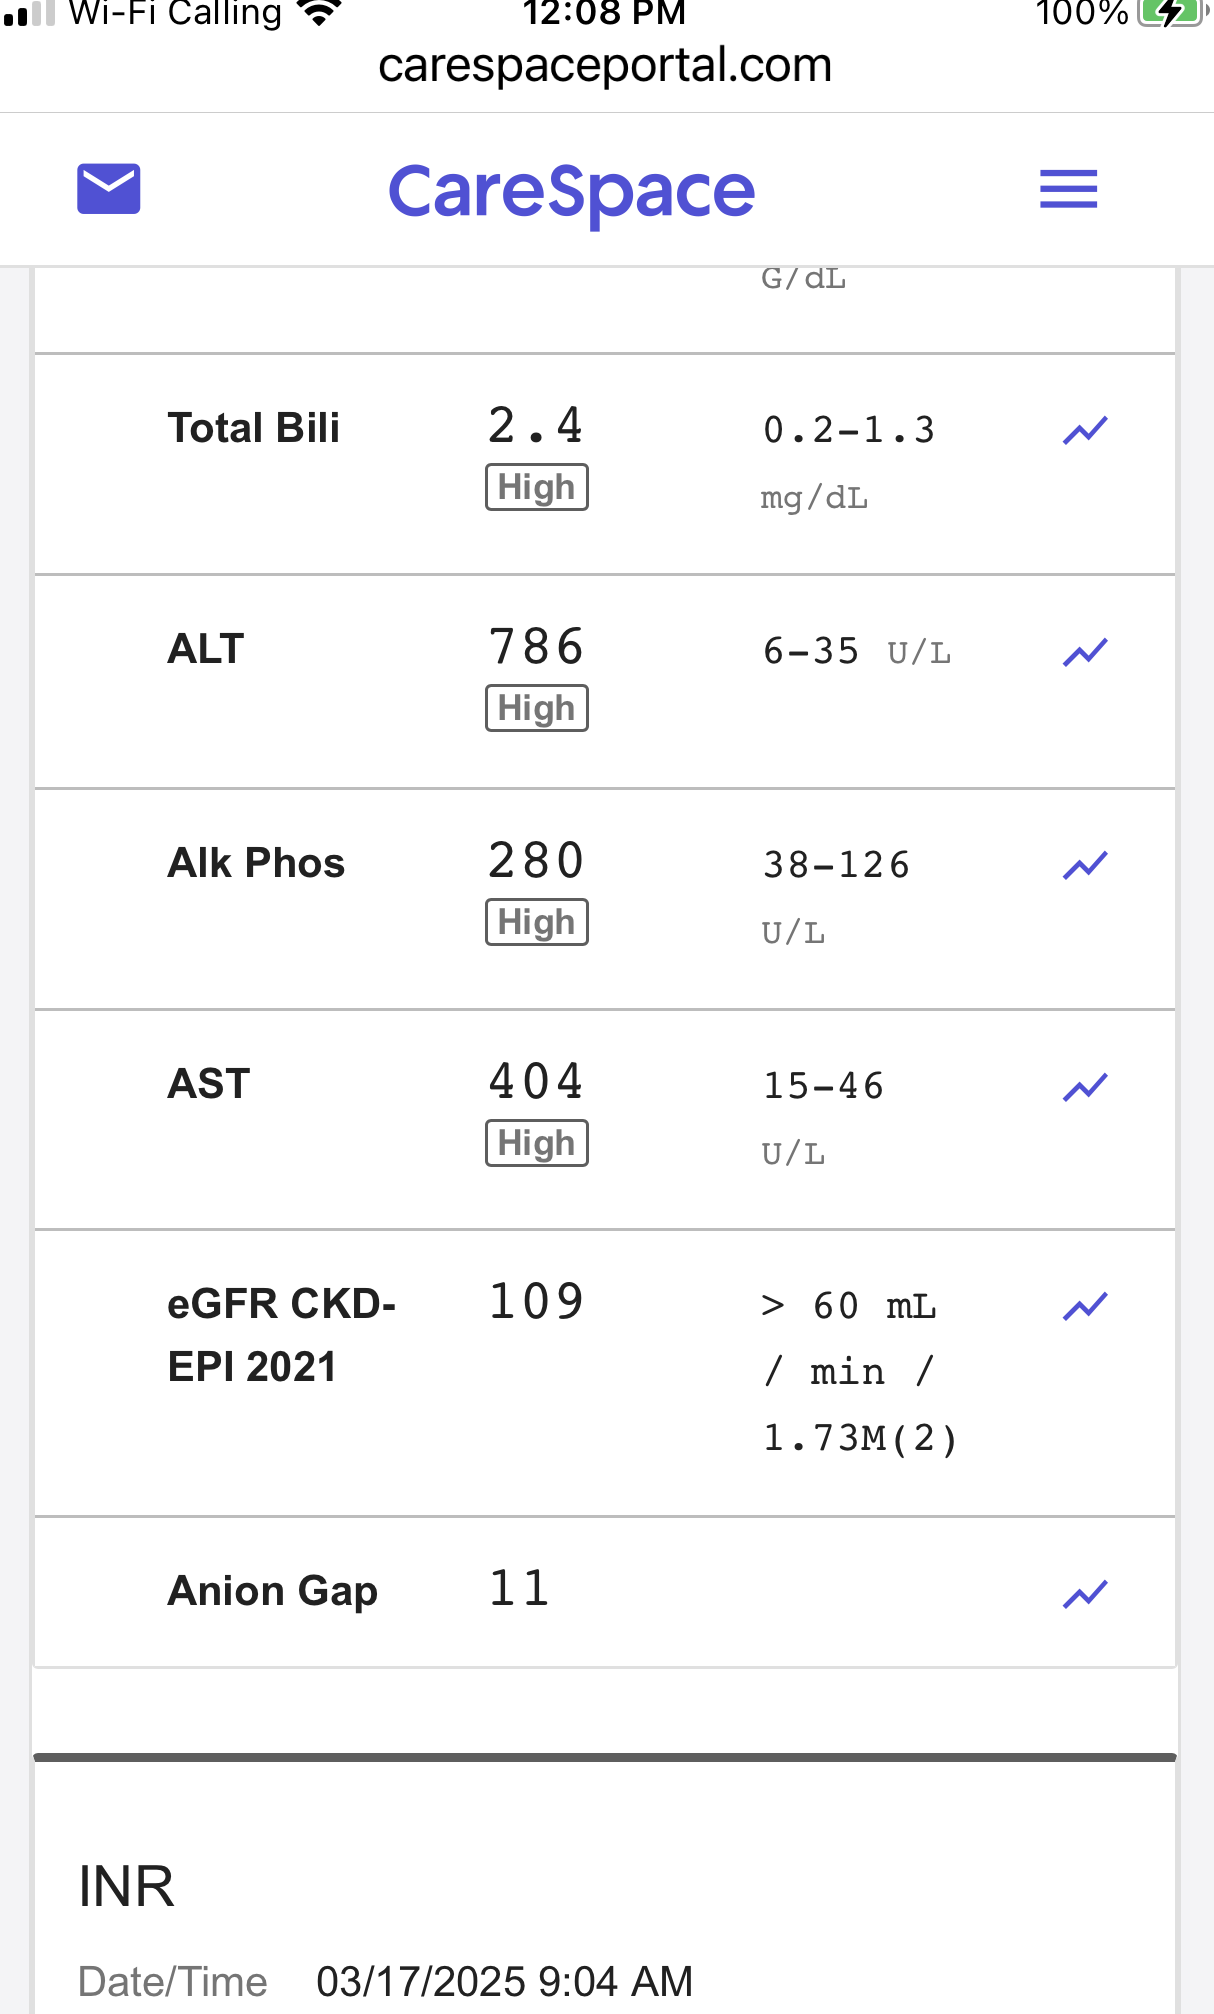 Wi-Fi Calling 12:08 PM 100%
carespaceportal.com
CareSpace
G/dL
Total Bili 2.4 0.2-1.3
High mg/dL
ALT 786 6-35 U/L
High
Alk Phos 280 38-126
High U/L
AST 404 15-46
High U/L
eGFR CKD- 109 > 60 mL
EPI 2021 / min /
1.73M(2)
Anion Gap 11
INR
Date/Time 03/17/2025 9:04 AM